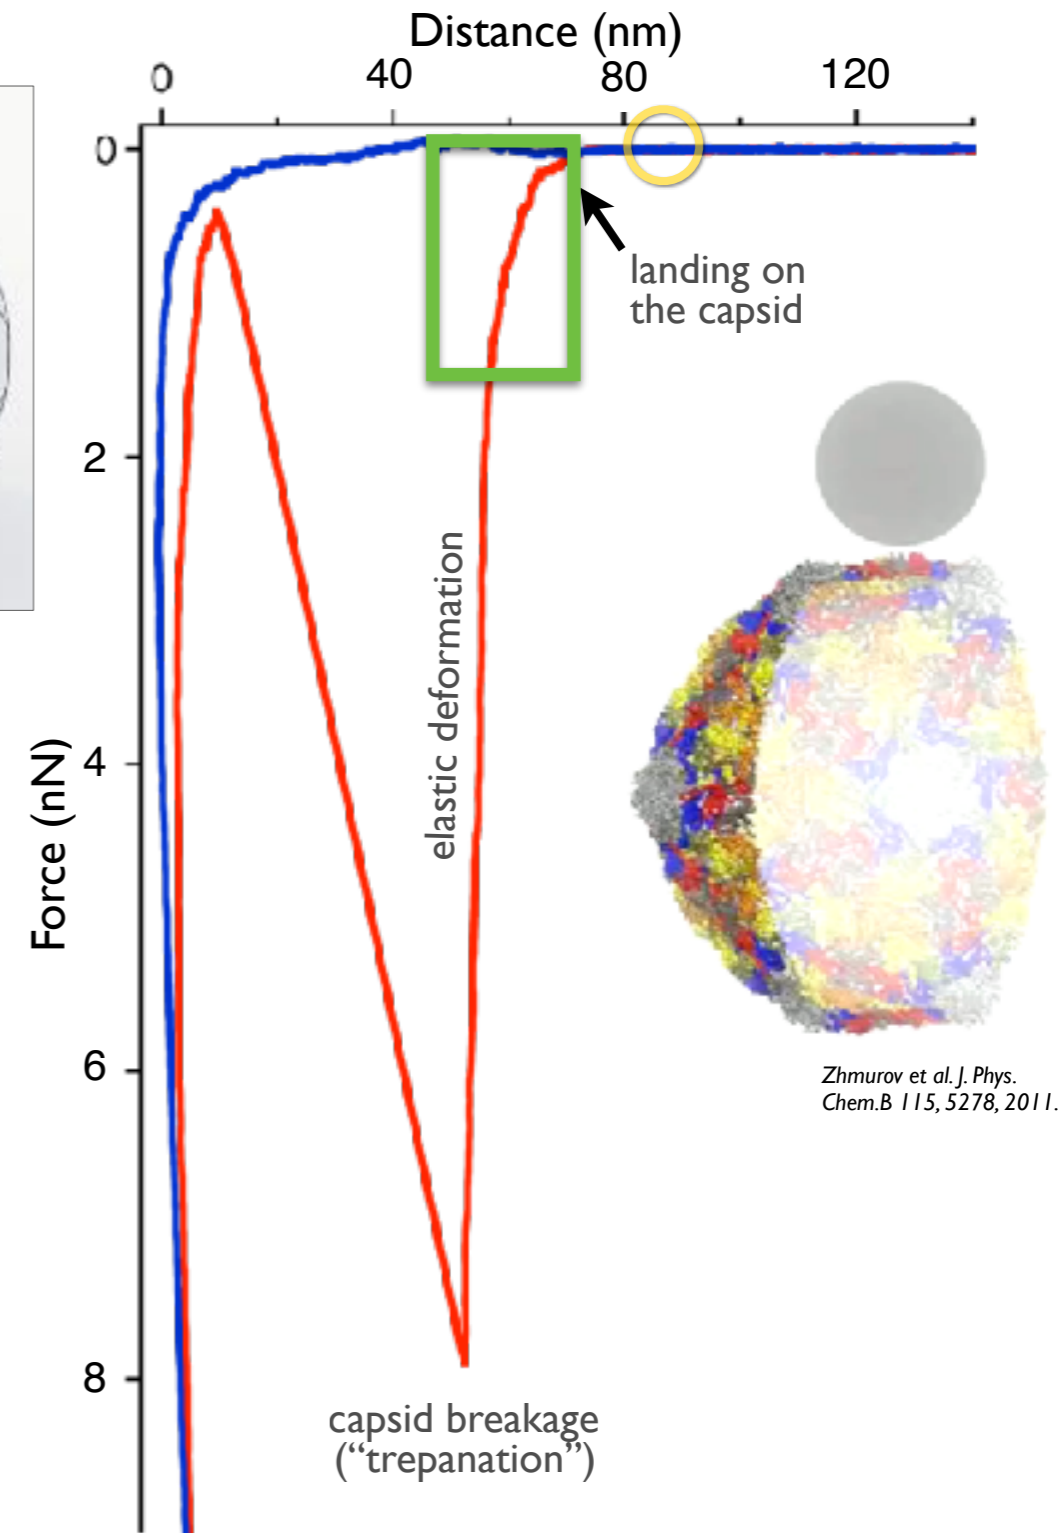 Distance (nm)
0 40 80 120
0
landing on
the capsid
2
elastic deformation
4
Force (nN)
6
Zhmurov et al. J. Phys.
Chem.B 115, 5278, 2011.
8
capsid breakage
(“trepanation”)